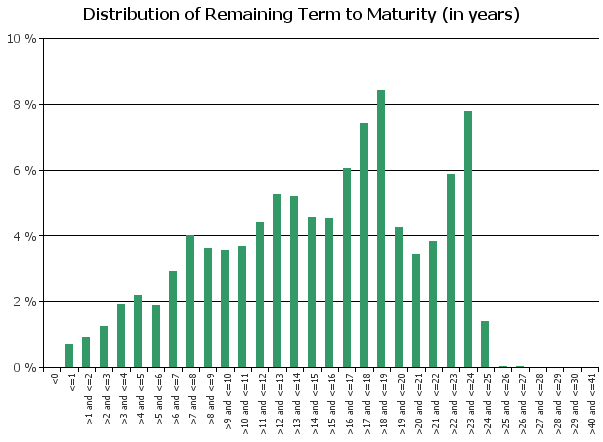 Distribution of Remaining Term to Maturity (in years)
10 %
8 %
6 %
4 %
2 %
0 %
<0
<=1
>1 and <=2
>2 and <=3
>3 and <=4
>4 and <=5
>5 and <=6
>6 and <=7
>7 and <=8
>8 and <=9
>9 and <=10
>10 and <=11
>11 and <=12
>12 and <=13
>13 and <=14
>14 and <=15
>15 and <=16
>16 and <=17
>17 and <=18
>18 and <=19
>19 and <=20
>20 and <=21
>21 and <=22
>22 and <=23
>23 and <=24
>24 and <=25
>25 and <=26
>26 and <=27
>27 and <=28
>28 and <=29
>29 and <=30
>40 and <=41